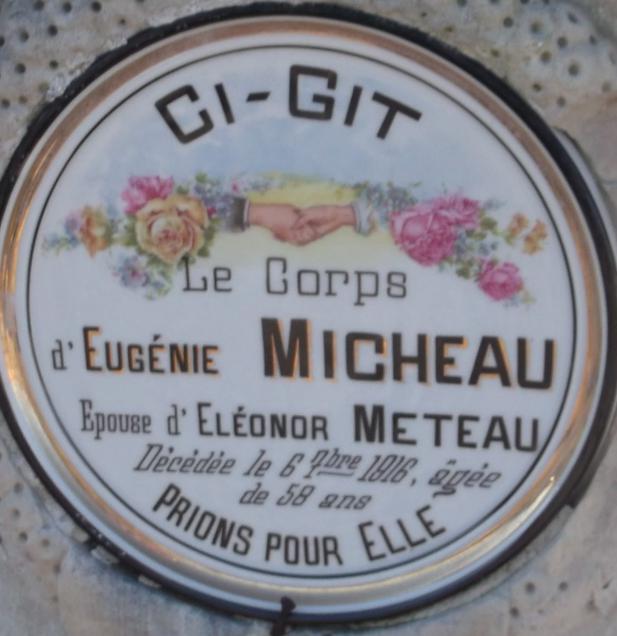 CI-GIT
Le Corps
d'EUGÉNIE MICHEAU
Epouse d'ELÉONOR METEAU
Décédée le 6 7bre 1916, âgée
de 58 ans
PRIONS POUR ELLE